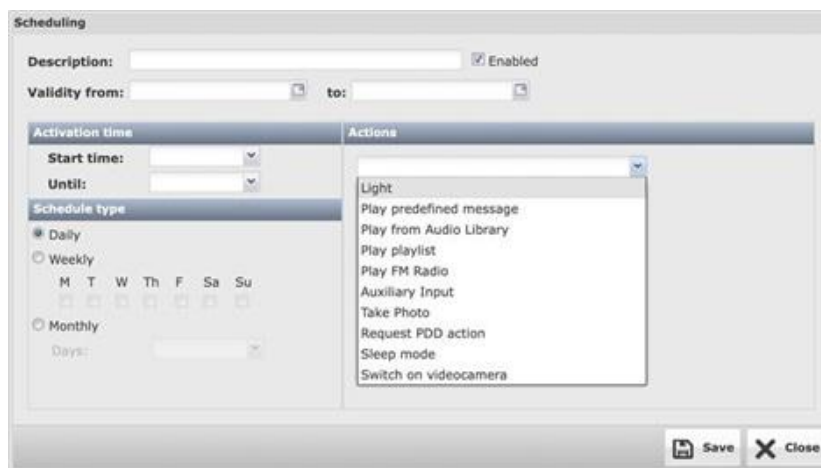 Scheduling
Description: Enabled
Validity from: to:
Activation time
Start time:
Until:
Schedule type
Daily
Weekly
M T W Th F Sa Su
Monthly
Days:
Actions
Light
Play predefined message
Play from Audio Library
Play playlist
Play FM Radio
Auxiliary Input
Take Photo
Request PDD action
Sleep mode
Switch on videocamera
Save Close